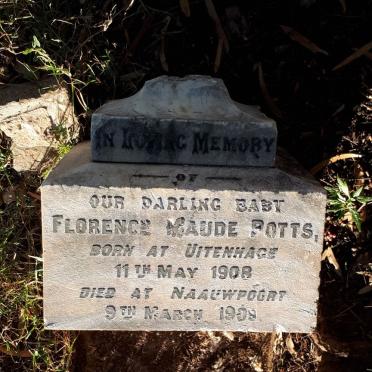 IN LOVING MEMORY
OF
OUR DARLING BABY
FLORENCE MAUDE POTTS,
BORN AT UITENHAGE
11TH MAY 1908
DIED AT NAAUWPOORT
9TH MARCH 1909